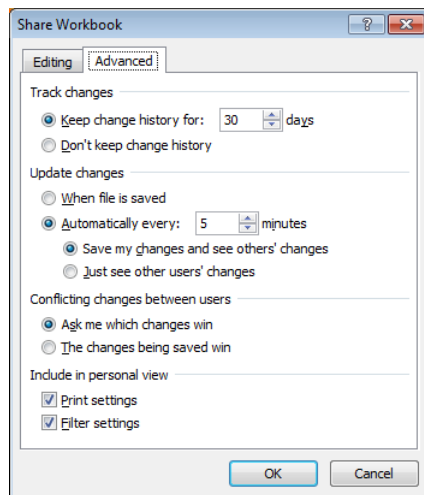 Share Workbook
Editing Advanced
Track changes
Keep change history for: 30 days
Don't keep change history
Update changes
When file is saved
Automatically every: 5 minutes
Save my changes and see others' changes
Just see other users' changes
Conflicting changes between users
Ask me which changes win
The changes being saved win
Include in personal view
Print settings
Filter settings
OK Cancel